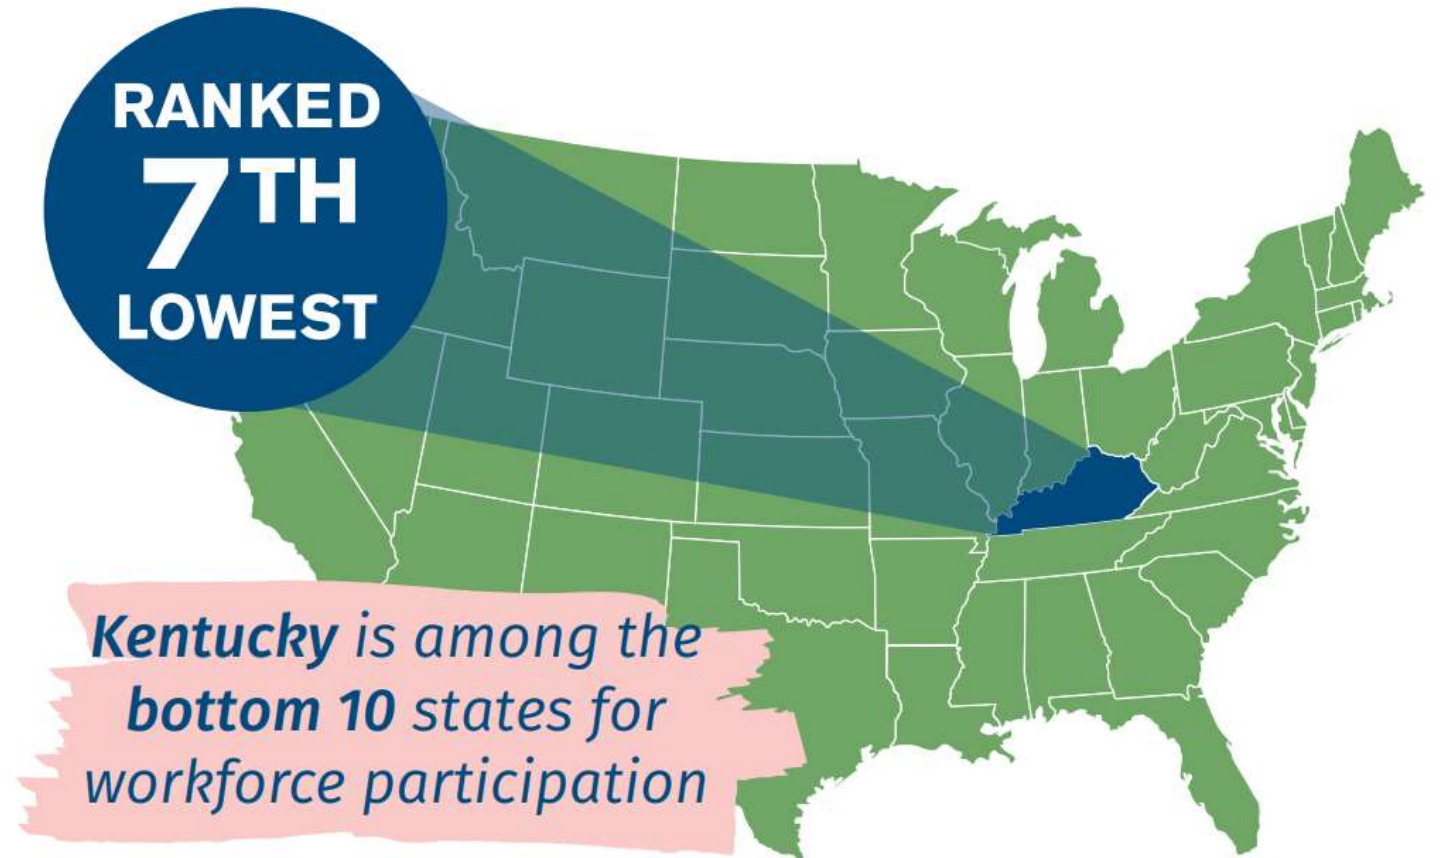 RANKED
7TH
LOWEST
Kentucky is among the
bottom 10 states for
workforce participation